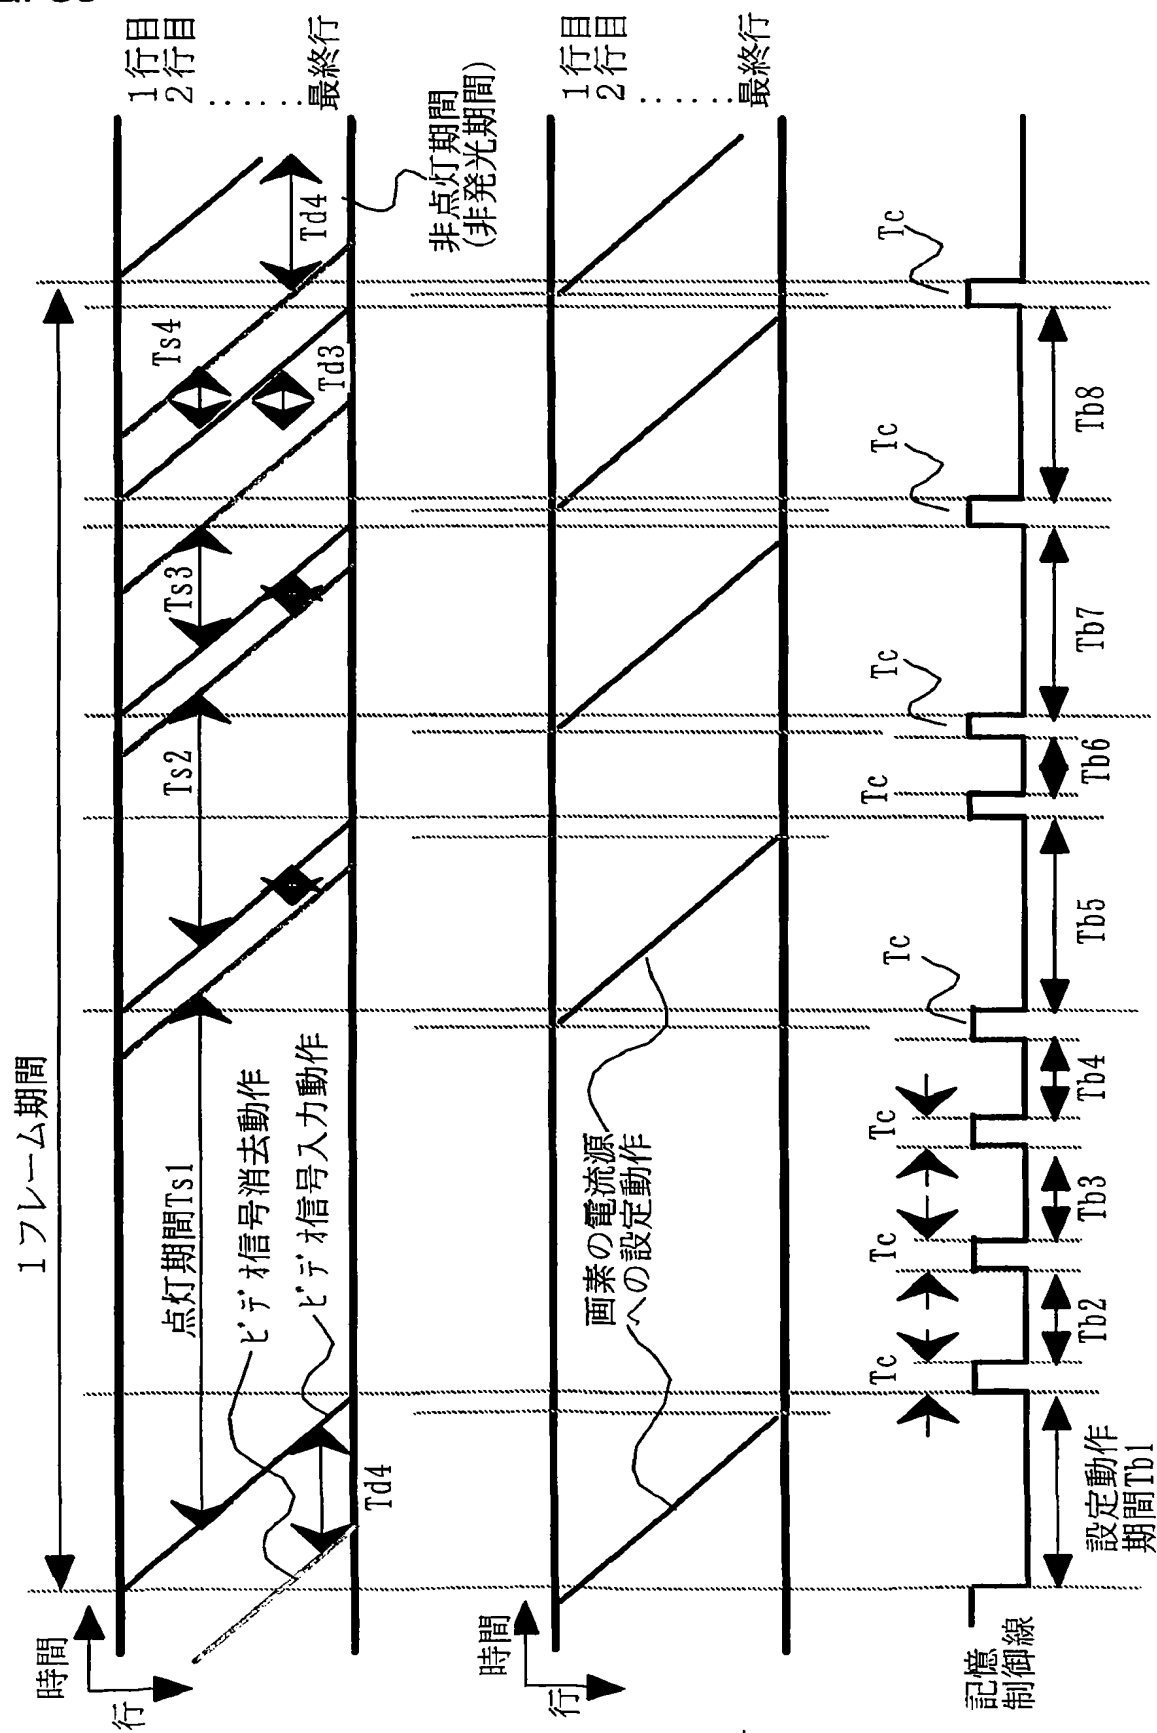 1フレーム期間
時間
行
1行目
2行目
......
最終行
点灯期間Ts1
Ts2
Ts3
Ts4
Td3
Td4
Td4
ビデオ信号消去動作
ビデオ信号入力動作
非点灯期間
(非発光期間)
時間
行
1行目
2行目
......
最終行
画素の電流源
への設定動作
記憶
制御線
Tc
Tc
Tc
Tc
Tc
Tc
Tc
Tc
設定動作
期間Tb1
Tb2
Tb3
Tb4
Tb5
Tb6
Tb7
Tb8